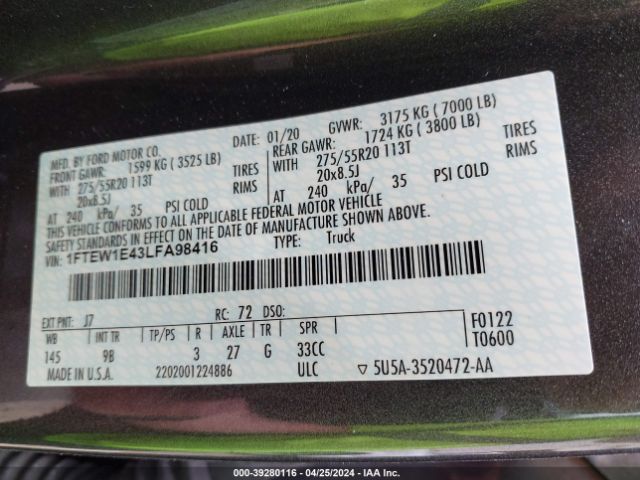 MFD. BY FORD MOTOR CO.
DATE: 01/20 GVWR: 3175 KG ( 7000 LB)
FRONT GAWR: 1599 KG ( 3525 LB)
REAR GAWR: 1724 KG ( 3800 LB)
WITH 275/55R20 113T TIRES
WITH 275/55R20 113T TIRES
20x8.5J RIMS
20x8.5J RIMS
AT 240 kPa/ 35 PSI COLD
AT 240 kPa/ 35 PSI COLD
THIS VEHICLE CONFORMS TO ALL APPLICABLE FEDERAL MOTOR VEHICLE
SAFETY STANDARDS IN EFFECT ON THE DATE OF MANUFACTURE SHOWN ABOVE.
VIN: 1FTEW1E43LFA98416 TYPE: Truck
EXT PNT: J7 RC: 72 DSO:
WB INT TR TP/PS R AXLE TR SPR
145 9B 3 27 G 33CC
F0122
T0600
MADE IN U.S.A. 2202001224886 ULC ▽ 5U5A-3520472-AA
000-39280116 - 04/25/2024 - IAA Inc.